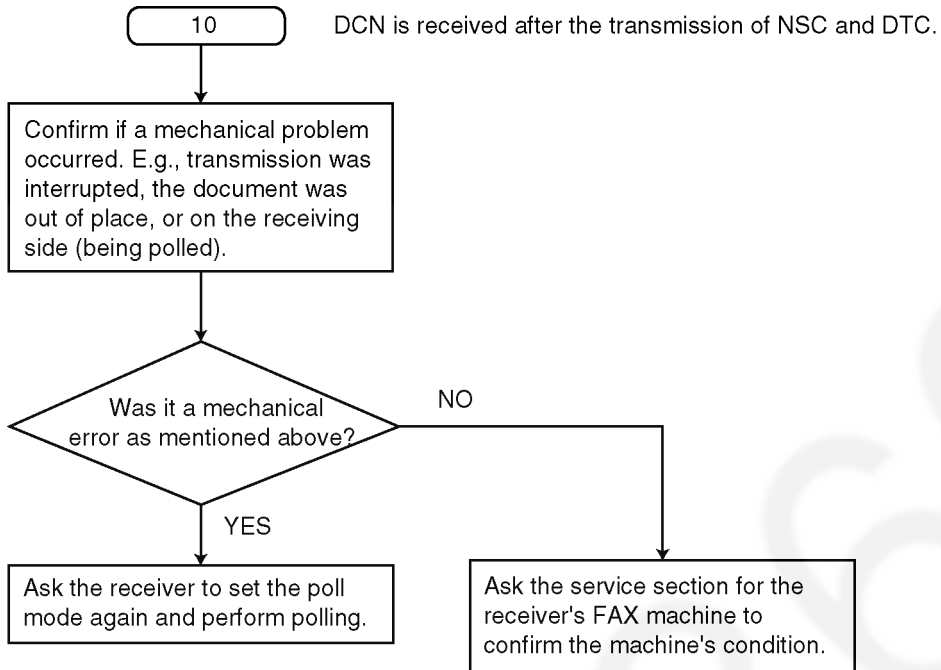 10
DCN is received after the transmission of NSC and DTC.
Confirm if a mechanical problem
occurred. E.g., transmission was
interrupted, the document was
out of place, or on the receiving
side (being polled).
Was it a mechanical
error as mentioned above?
NO
YES
Ask the receiver to set the poll
mode again and perform polling.
Ask the service section for the
receiver's FAX machine to
confirm the machine's condition.